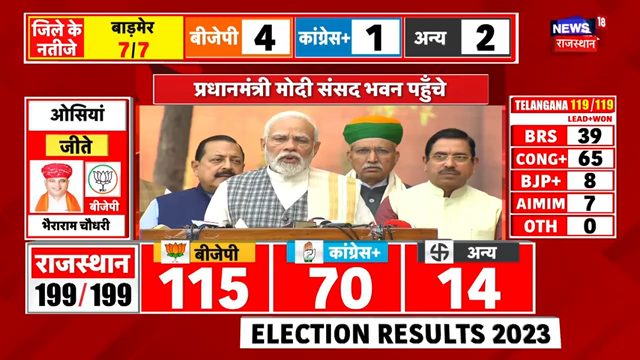 जिले के
नतीजे
बाड़मेर
7/7
बीजेपी 4
कांग्रेस+ 1
अन्य 2
NEWS 18
राजस्थान
प्रधानमंत्री मोदी संसद भवन पहुँचे
ओसियां
जीते
बीजेपी
भैराराम चौधरी
TELANGANA 119/119
LEAD+WON
BRS 39
CONG+ 65
BJP+ 8
AIMIM 7
OTH 0
राजस्थान
199/199
बीजेपी
115
कांग्रेस+
70
अन्य
14
ELECTION RESULTS 2023